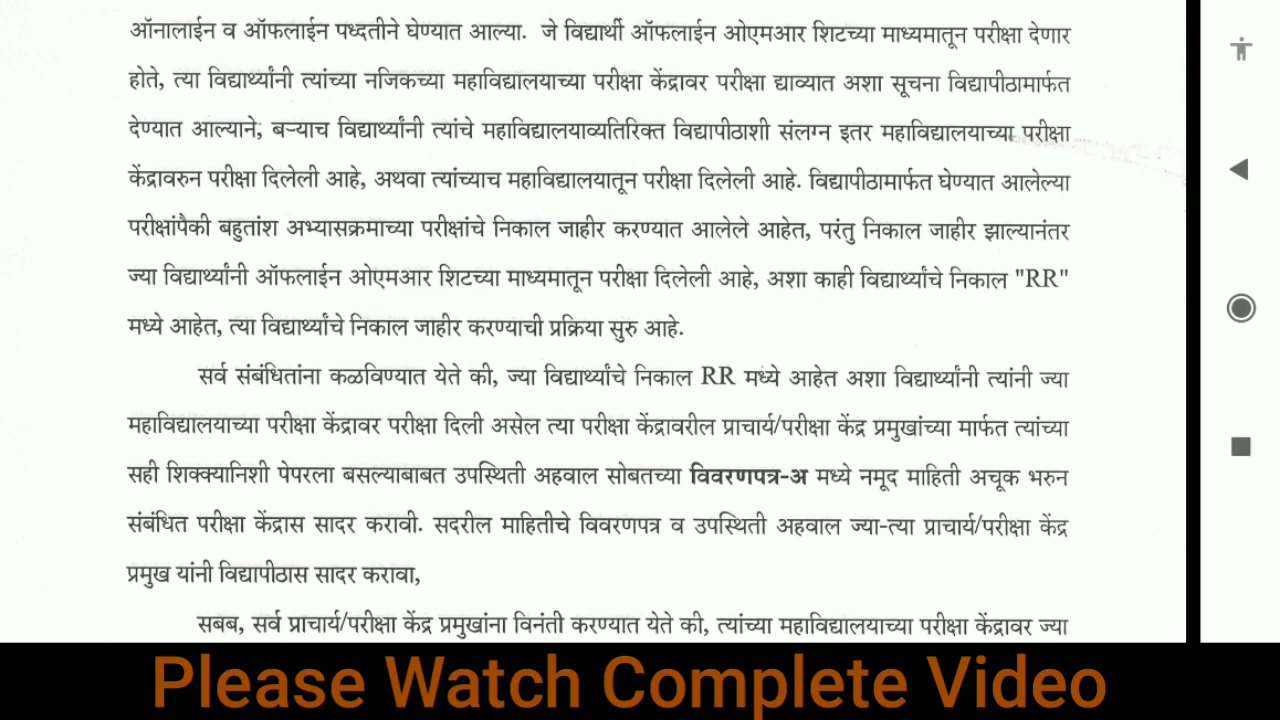 ऑनालाईन व ऑफलाईन पध्दतीने घेण्यात आल्या. जे विद्यार्थी ऑफलाईन ओएमआर शिटच्या माध्यमातून परीक्षा देणार
होते, त्या विद्यार्थ्यांनी त्यांच्या नजिकच्या महाविद्यालयाच्या परीक्षा केंद्रावर परीक्षा द्याव्यात अशा सूचना विद्यापीठामार्फत
देण्यात आल्याने; बऱ्याच विद्यार्थ्यांनी त्यांचे महाविद्यालयाव्यतिरिक्त विद्यापीठाशी संलग्न इतर महाविद्यालयाच्या परीक्षा
केंद्रावरुन परीक्षा दिलेली आहे, अथवा त्यांच्याच महाविद्यालयातून परीक्षा दिलेली आहे. विद्यापीठामार्फत घेण्यात आलेल्या
परीक्षांपैकी बहुतांश अभ्यासक्रमाच्या परीक्षांचे निकाल जाहीर करण्यात आलेले आहेत, परंतु निकाल जाहीर झाल्यानंतर
ज्या विद्यार्थ्यांनी ऑफलाईन ओएमआर शिटच्या माध्यमातून परीक्षा दिलेली आहे, अशा काही विद्यार्थ्यांचे निकाल "RR"
मध्ये आहेत, त्या विद्यार्थ्यांचे निकाल जाहीर करण्याची प्रक्रिया सुरु आहे.
सर्व संबंधितांना कळविण्यात येते की, ज्या विद्यार्थ्यांचे निकाल RR मध्ये आहेत अशा विद्यार्थ्यांनी त्यांनी ज्या
महाविद्यालयाच्या परीक्षा केंद्रावर परीक्षा दिली असेल त्या परीक्षा केंद्रावरील प्राचार्य/परीक्षा केंद्र प्रमुखांच्या मार्फत त्यांच्या
सही शिक्क्यानिशी पेपरला बसल्याबाबत उपस्थिती अहवाल सोबतच्या विवरणपत्र-अ मध्ये नमूद माहिती अचूक भरुन
संबंधित परीक्षा केंद्रास सादर करावी. सदरील माहितीचे विवरणपत्र व उपस्थिती अहवाल ज्या-त्या प्राचार्य/परीक्षा केंद्र
प्रमुख यांनी विद्यापीठास सादर करावा,
सबब, सर्व प्राचार्य/परीक्षा केंद्र प्रमुखांना विनंती करण्यात येते की, त्यांच्या महाविद्यालयाच्या परीक्षा केंद्रावर ज्या
Please Watch Complete Video